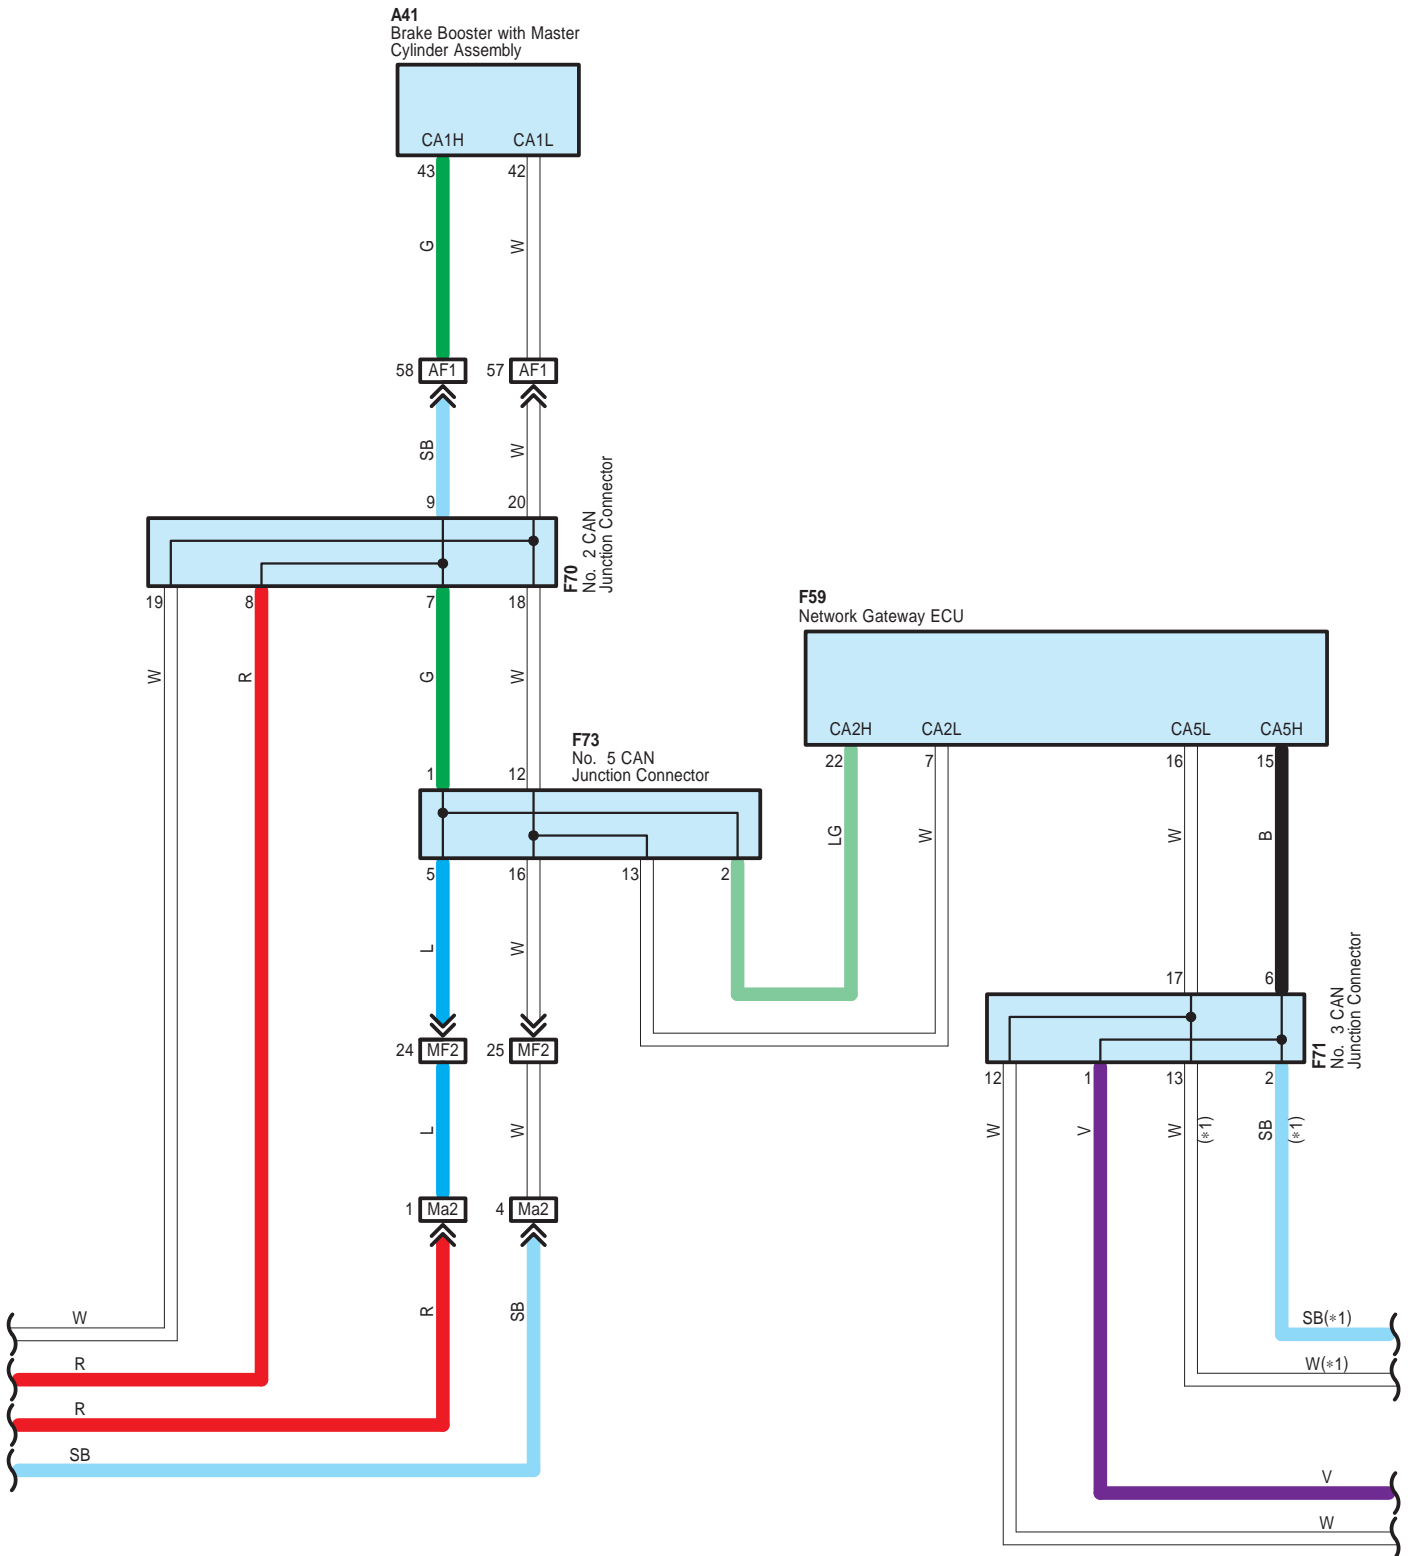 A41
Brake Booster with Master
Cylinder Assembly
CA1H CA1L
43 42
G W
58 AF1 57 AF1
SB W
9 20
F70
No. 2 CAN
Junction Connector
19 8 7 18
W R G W
F59
Network Gateway ECU
CA2H CA2L CA5L CA5H
22 7 16 15
F73
No. 5 CAN
Junction Connector
1 12
LG W W B
5 16 13 2
L W
17 6
F71
No. 3 CAN
Junction Connector
24 MF2 25 MF2
12 1 13 2
L W
W V W (*1) SB (*1)
1 Ma2 4 Ma2
R SB
W
SB(*1)
R
W(*1)
R
SB
V
W